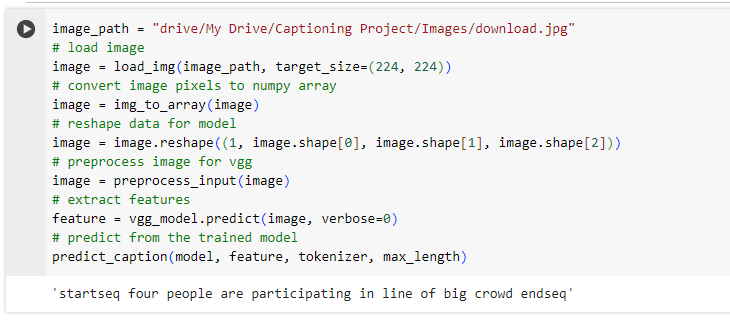 image_path = "drive/My Drive/Captioning Project/Images/download.jpg"
# load image
image = load_img(image_path, target_size=(224, 224))
# convert image pixels to numpy array
image = img_to_array(image)
# reshape data for model
image = image.reshape((1, image.shape[0], image.shape[1], image.shape[2]))
# preprocess image for vgg
image = preprocess_input(image)
# extract features
feature = vgg_model.predict(image, verbose=0)
# predict from the trained model
predict_caption(model, feature, tokenizer, max_length)
'startseq four people are participating in line of big crowd endseq'